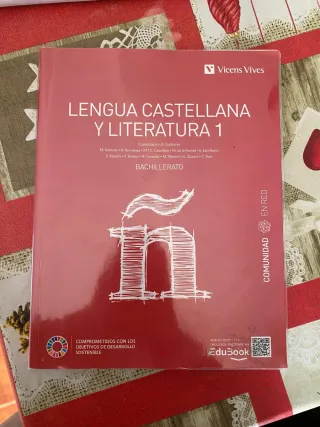 Vicens Vives
LENGUA CASTELLANA
Y LITERATURA 1
BACHILLERATO
ñ
COMUNIDAD EN RED
COMPROMETIDOS CON LOS
OBJETIVOS DE DESARROLLO
SOSTENIBLE
EduBook